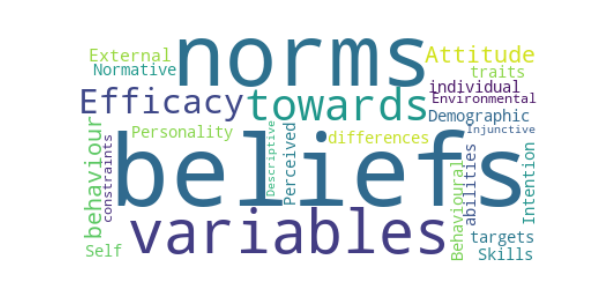 External
norms
Attitude
Normative
traits
individual
Efficacy
towards
Environmental
Demographic
behaviour
constraints
Personality
Descriptive
Perceived
differences
Injunctive
beliefs
Behavioural
abilities
Intention
variables
Self
targets
Skills